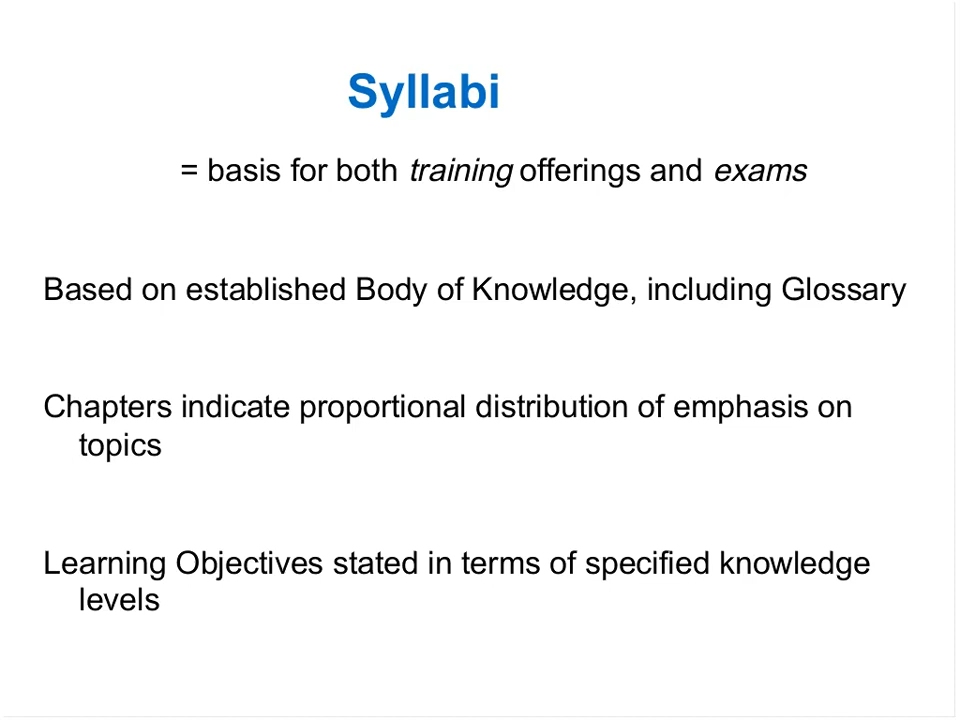 Syllabi
= basis for both training offerings and exams
Based on established Body of Knowledge, including Glossary
Chapters indicate proportional distribution of emphasis on
topics
Learning Objectives stated in terms of specified knowledge
levels